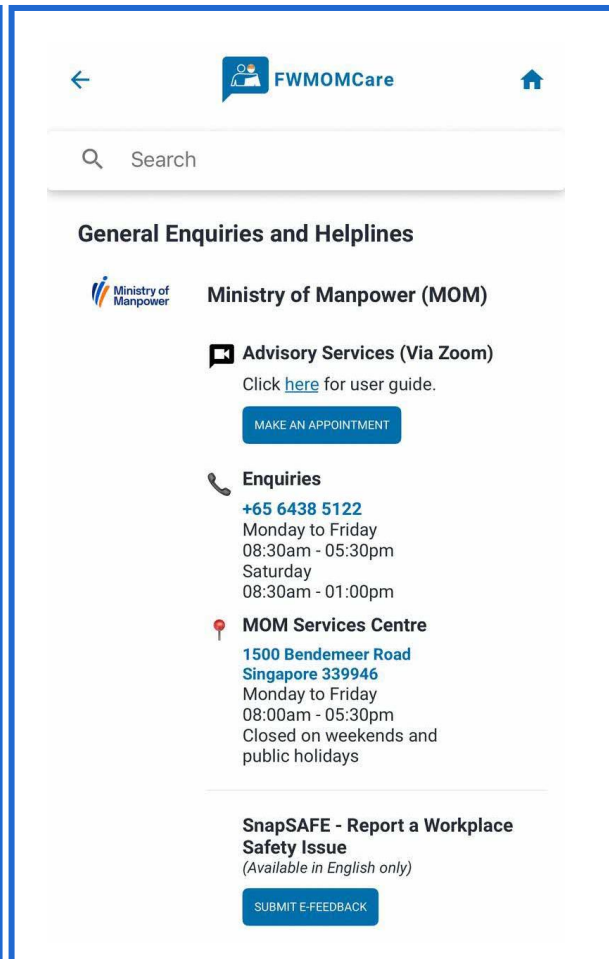 FWMOMCare
Search
General Enquiries and Helplines
Ministry of
Manpower
Ministry of Manpower (MOM)
Advisory Services (Via Zoom)
Click here for user guide.
MAKE AN APPOINTMENT
Enquiries
+65 6438 5122
Monday to Friday
08:30am - 05:30pm
Saturday
08:30am - 01:00pm
MOM Services Centre
1500 Bendemeer Road
Singapore 339946
Monday to Friday
08:00am - 05:30pm
Closed on weekends and
public holidays
SnapSAFE - Report a Workplace
Safety Issue
(Available in English only)
SUBMIT E-FEEDBACK